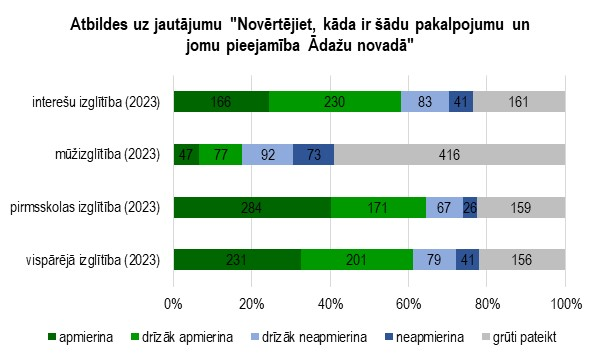 Atbildes uz jautājumu "Novērtējiet, kāda ir šādu pakalpojumu un
jomu pieejamība Ādažu novadā"
interešu izglītība (2023) 166 230 83 41 161
mūžizglītība (2023) 47 77 92 73 416
pirmsskolas izglītība (2023) 284 171 67 26 159
vispārējā izglītība (2023) 231 201 79 41 156
0% 20% 40% 60% 80% 100%
apmierina drīzāk apmierina drīzāk neapmierina neapmierina grūti pateikt